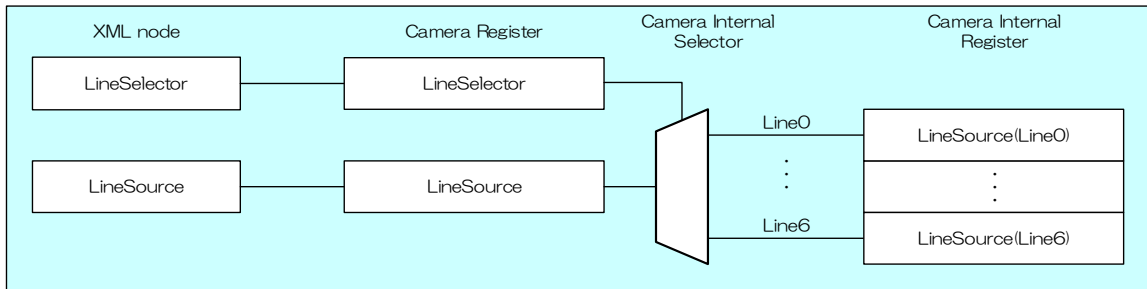 XML node
Camera Register
Camera Internal
Selector
Camera Internal
Register
LineSelector
LineSelector
Line0
LineSource(Line0)
LineSource
LineSource
Line6
LineSource(Line6)